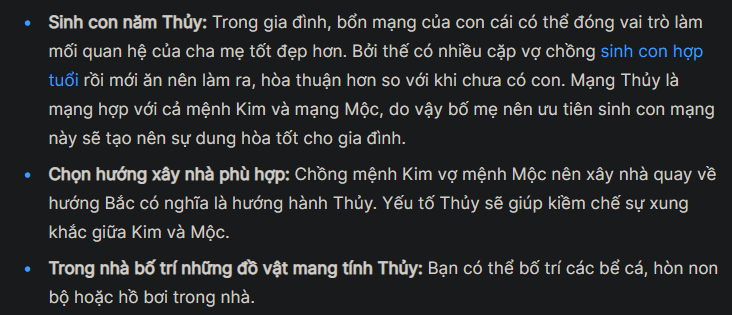 • Sinh con năm Thủy: Trong gia đình, bổn mạng của con cái có thể đóng vai trò làm
mối quan hệ của cha mẹ tốt đẹp hơn. Bởi thế có nhiều cặp vợ chồng sinh con hợp
tuổi rồi mới ăn nên làm ra, hòa thuận hơn so với khi chưa có con. Mạng Thủy là
mạng hợp với cả mệnh Kim và mạng Mộc, do vậy bố mẹ nên ưu tiên sinh con mạng
này sẽ tạo nên sự dung hòa tốt cho gia đình.
• Chọn hướng xây nhà phù hợp: Chồng mệnh Kim vợ mệnh Mộc nên xây nhà quay về
hướng Bắc có nghĩa là hướng hành Thủy. Yếu tố Thủy sẽ giúp kiềm chế sự xung
khắc giữa Kim và Mộc.
• Trong nhà bố trí những đồ vật mang tính Thủy: Bạn có thể bố trí các bể cá, hòn non
bộ hoặc hồ bơi trong nhà.